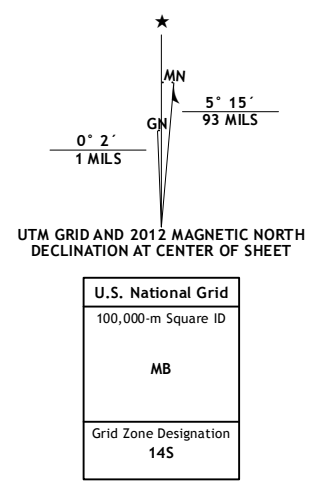 MN
5° 15´
93 MILS
GN
0° 2´
1 MILS
UTM GRID AND 2012 MAGNETIC NORTH
DECLINATION AT CENTER OF SHEET
U.S. National Grid
100,000-m Square ID
MB
Grid Zone Designation
14S